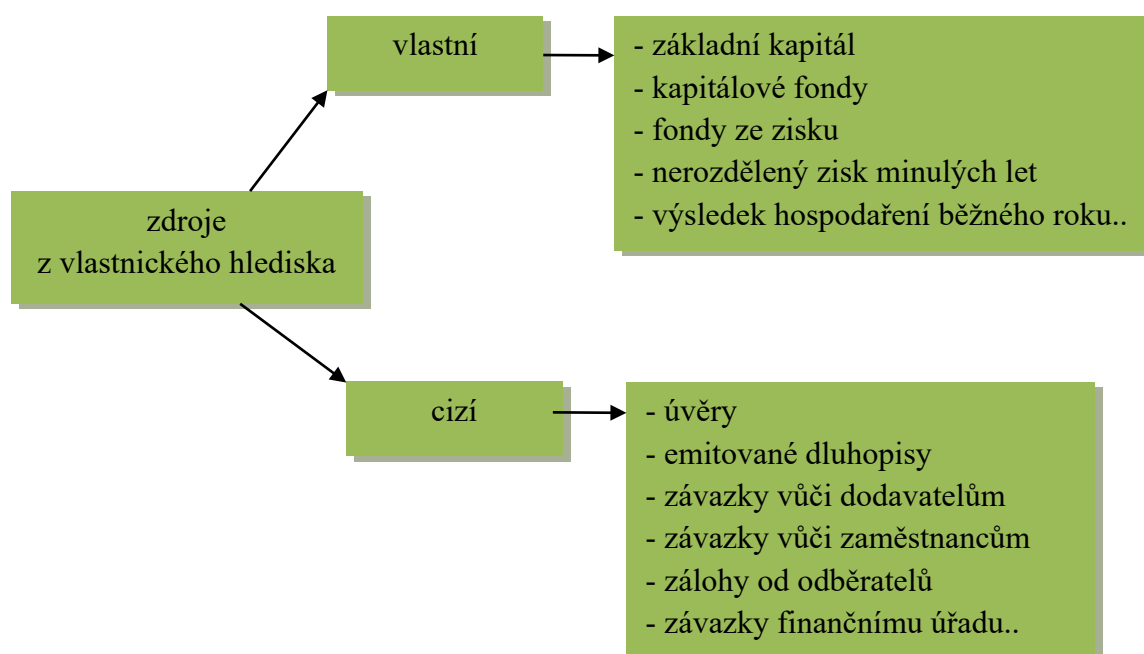 vlastní
- základní kapitál
- kapitálové fondy
- fondy ze zisku
- nerozdělený zisk minulých let
- výsledek hospodaření běžného roku..
zdroje
z vlastnického hlediska
cizí
- úvěry
- emitované dluhopisy
- závazky vůči dodavatelům
- závazky vůči zaměstnancům
- zálohy od odběratelů
- závazky finančnímu úřadu..